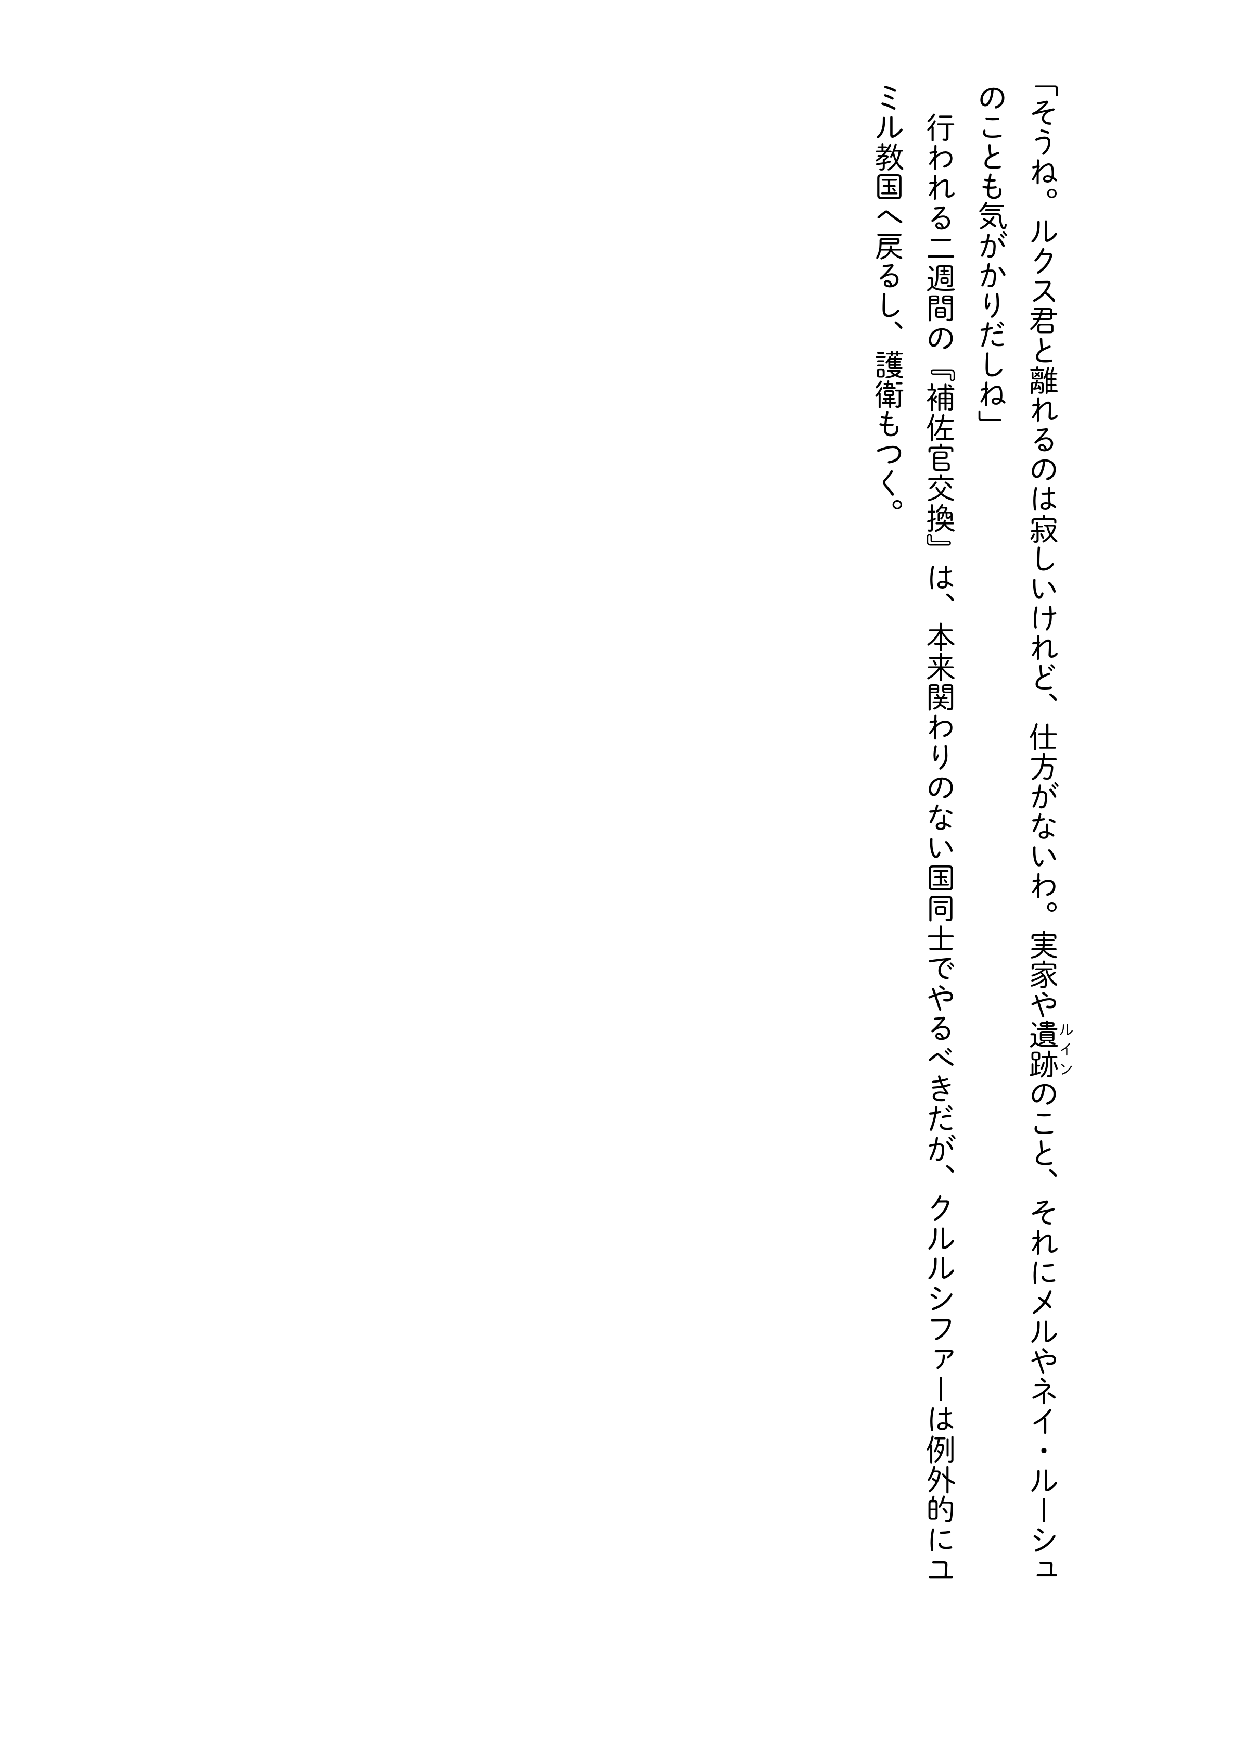 「そうね。ルクス君と離れるのは寂しいけれど、仕方がないわ。実家や遺跡のこと、それにメルやネイ・ルーシュ
ルイン
のことも気がかりだしね」
行われる二週間の『補佐官交換』は、本来関わりのない国同士でやるべきだが、クルルシファーは例外的にユ
ミル教国へ戻るし、護衛もつく。